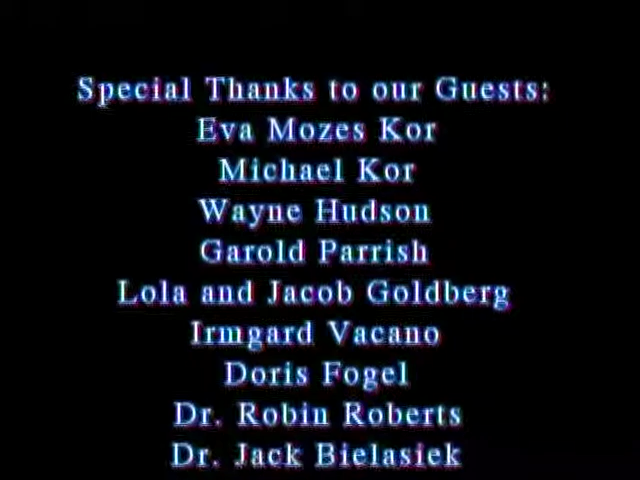 Special Thanks to our Guests:
Eva Mozes Kor
Michael Kor
Wayne Hudson
Garold Parrish
Lola and Jacob Goldberg
Irmgard Vacano
Doris Fogel
Dr. Robin Roberts
Dr. Jack Bielasiek